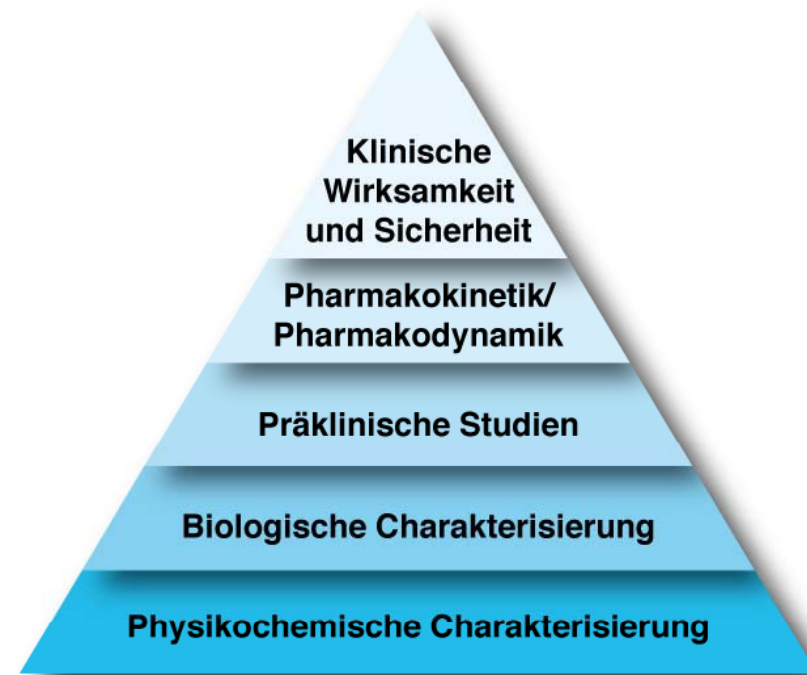 Klinische
Wirksamkeit
und Sicherheit
Pharmakokinetik/
Pharmakodynamik
Präklinische Studien
Biologische Charakterisierung
Physikochemische Charakterisierung